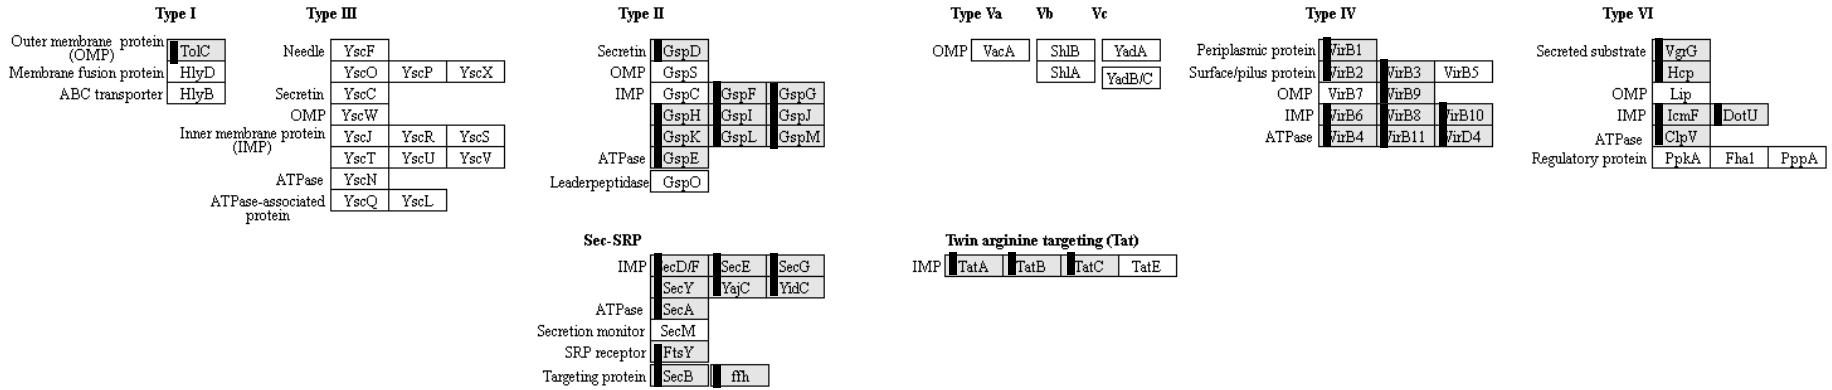 Type I
Outer membrane protein (OMP) TolC
Membrane fusion protein HlyD
ABC transporter HlyB
Type III
Needle YscF
YscO YscP YscX
Secretin YscC
OMP YscW
Inner membrane protein (IMP) YscJ YscR YscS
YscT YscU YscV
ATPase YscN
ATPase-associated protein YscQ YscL
Type II
Secretin GspD
OMP GspS
IMP GspC GspF GspG
GspH GspI GspJ
GspK GspL GspM
ATPase GspE
Leaderpeptidase GspO
Type Va Vb Vc
OMP VacA ShlB YadA
ShlA YadB/C
Type IV
Periplasmic protein VirB1
Surface/pilus protein VirB2 VirB3 VirB5
OMP VirB7 VirB9
IMP VirB6 VirB8 VirB10
ATPase VirB4 VirB11 VirD4
Type VI
Secreted substrate VgrG
Hcp
OMP Lip
IMP IcmF DotU
ATPase ClpV
Regulatory protein PpkA Fha1 PppA
Sec-SRP
IMP SecD/F SecE SecG
SecY YajC YidC
ATPase SecA
Secretion monitor SecM
SRP receptor FtsY
Targeting protein SecB ffh
Twin arginine targeting (Tat)
IMP TatA TatB TatC TatE